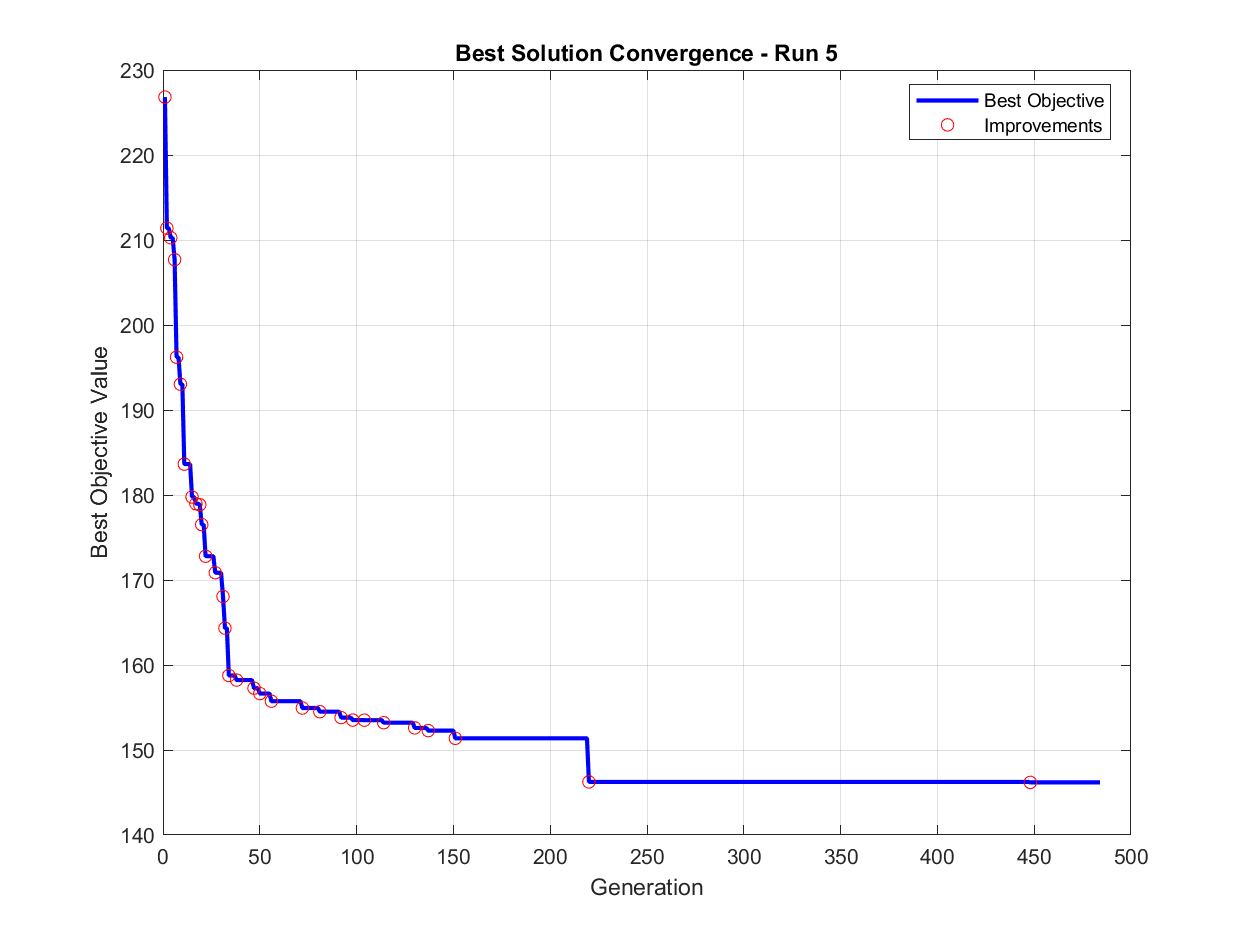 Best Solution Convergence - Run 5
230
220
210
200
190
180
170
160
150
140
Best Objective Value
Best Objective
Improvements
0 50 100 150 200 250 300 350 400 450 500
Generation